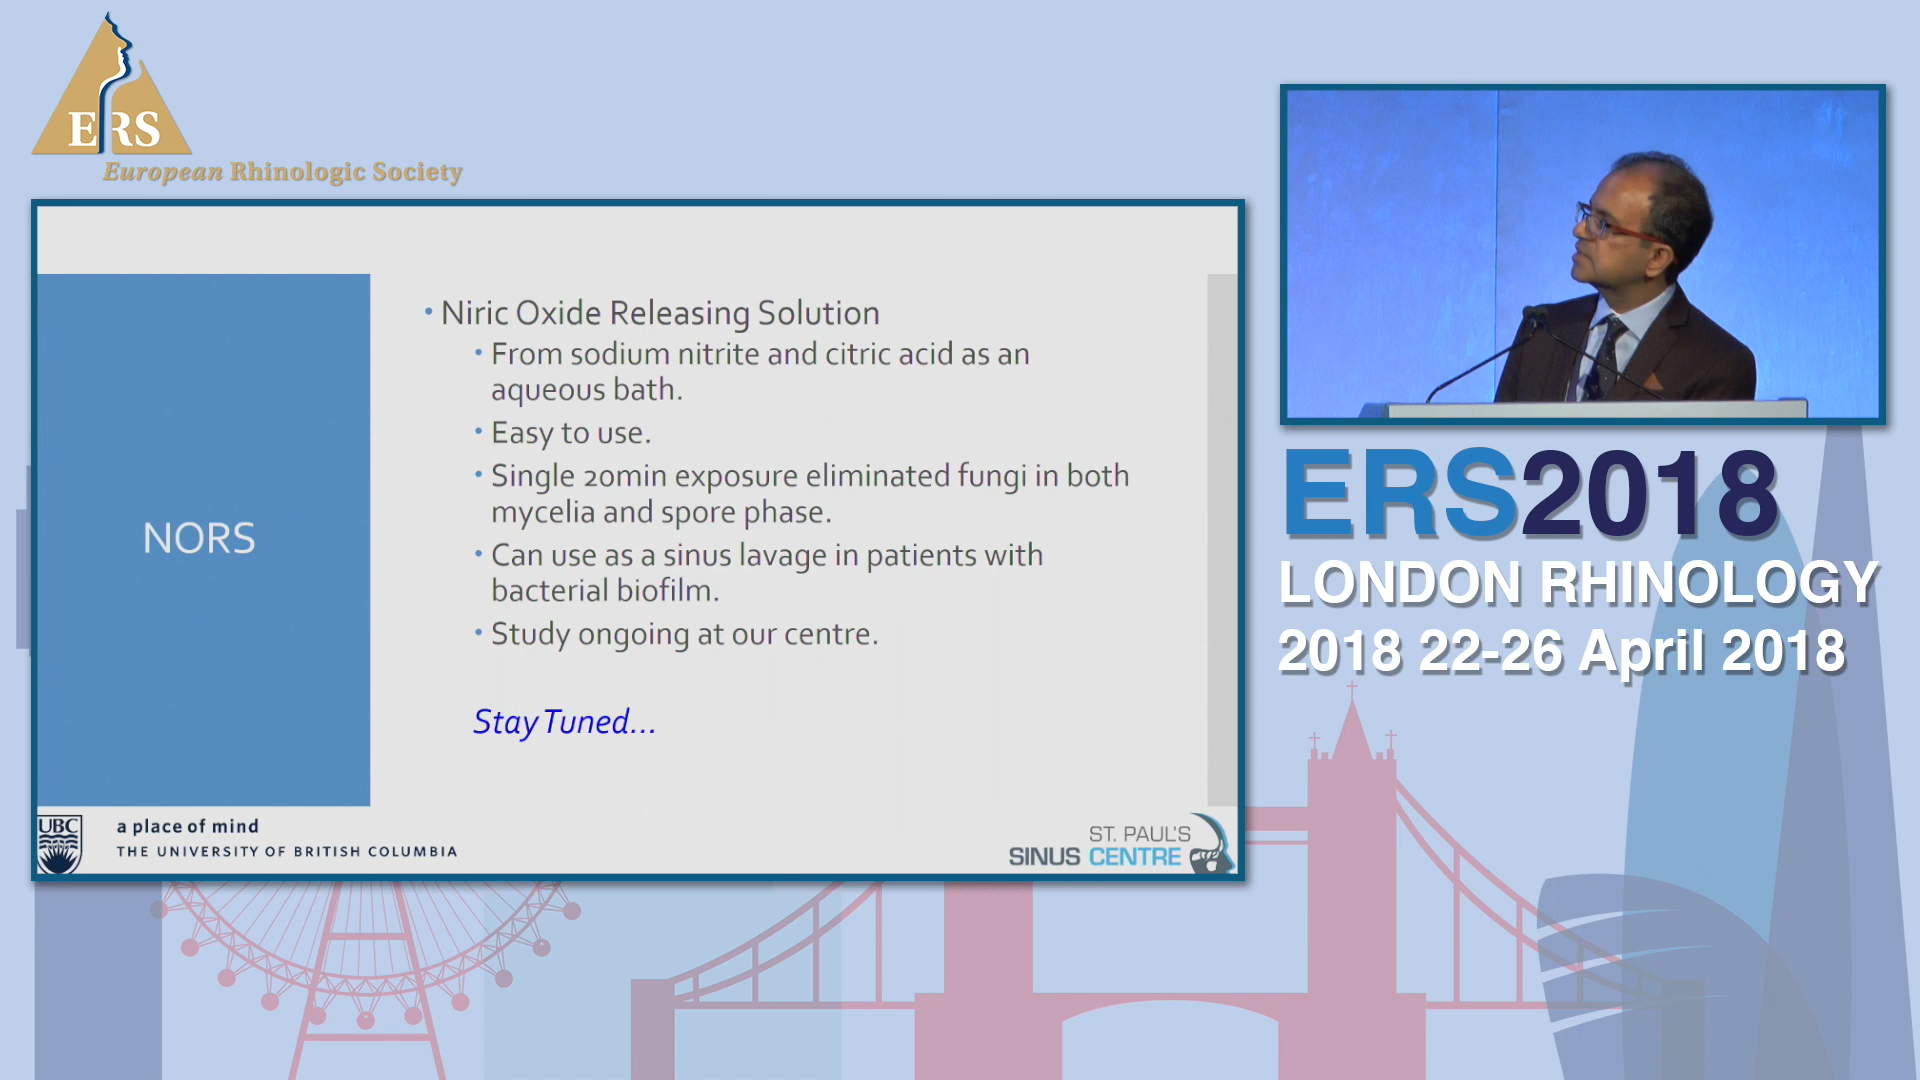 ERS
European Rhinologic Society
NORS
• Niric Oxide Releasing Solution
• From sodium nitrite and citric acid as an
aqueous bath.
• Easy to use.
• Single 20min exposure eliminated fungi in both
mycelia and spore phase.
• Can use as a sinus lavage in patients with
bacterial biofilm.
• Study ongoing at our centre.
Stay Tuned...
UBC
a place of mind
THE UNIVERSITY OF BRITISH COLUMBIA
ST. PAUL'S
SINUS CENTRE
ERS2018
LONDON RHINOLOGY
2018 22-26 April 2018